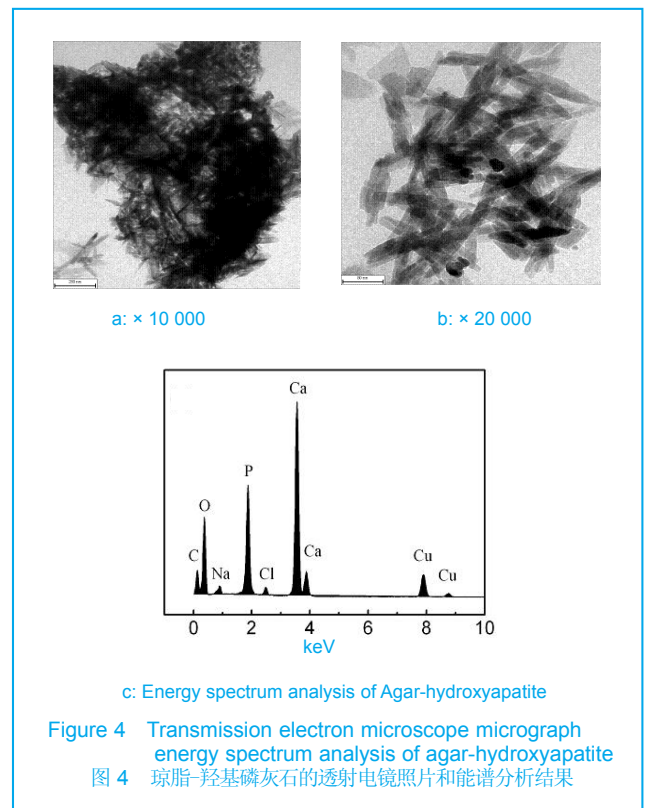 a: × 10 000
b: × 20 000
Ca
P
O
C
Na
Cl
Ca
Cu
Cu
0 2 4 6 8 10
keV
c: Energy spectrum analysis of Agar-hydroxyapatite
Figure 4 Transmission electron microscope micrograph
energy spectrum analysis of agar-hydroxyapatite
图 4 琼脂-羟基磷灰石的透射电镜照片和能谱分析结果